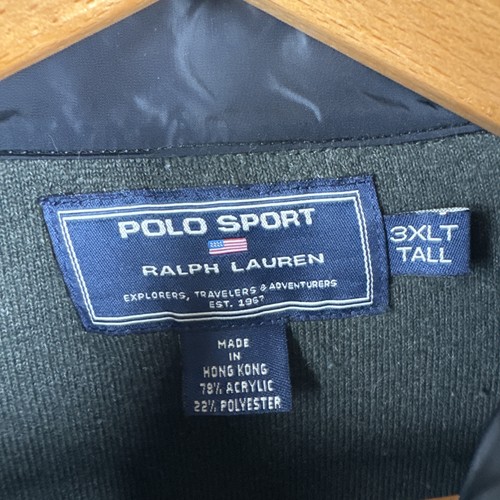 POLO SPORT
RALPH LAUREN
EXPLORERS, TRAVELERS & ADVENTURERS
EST. 1967
3XLT
TALL
MADE
IN
HONG KONG
78% ACRYLIC
22% POLYESTER